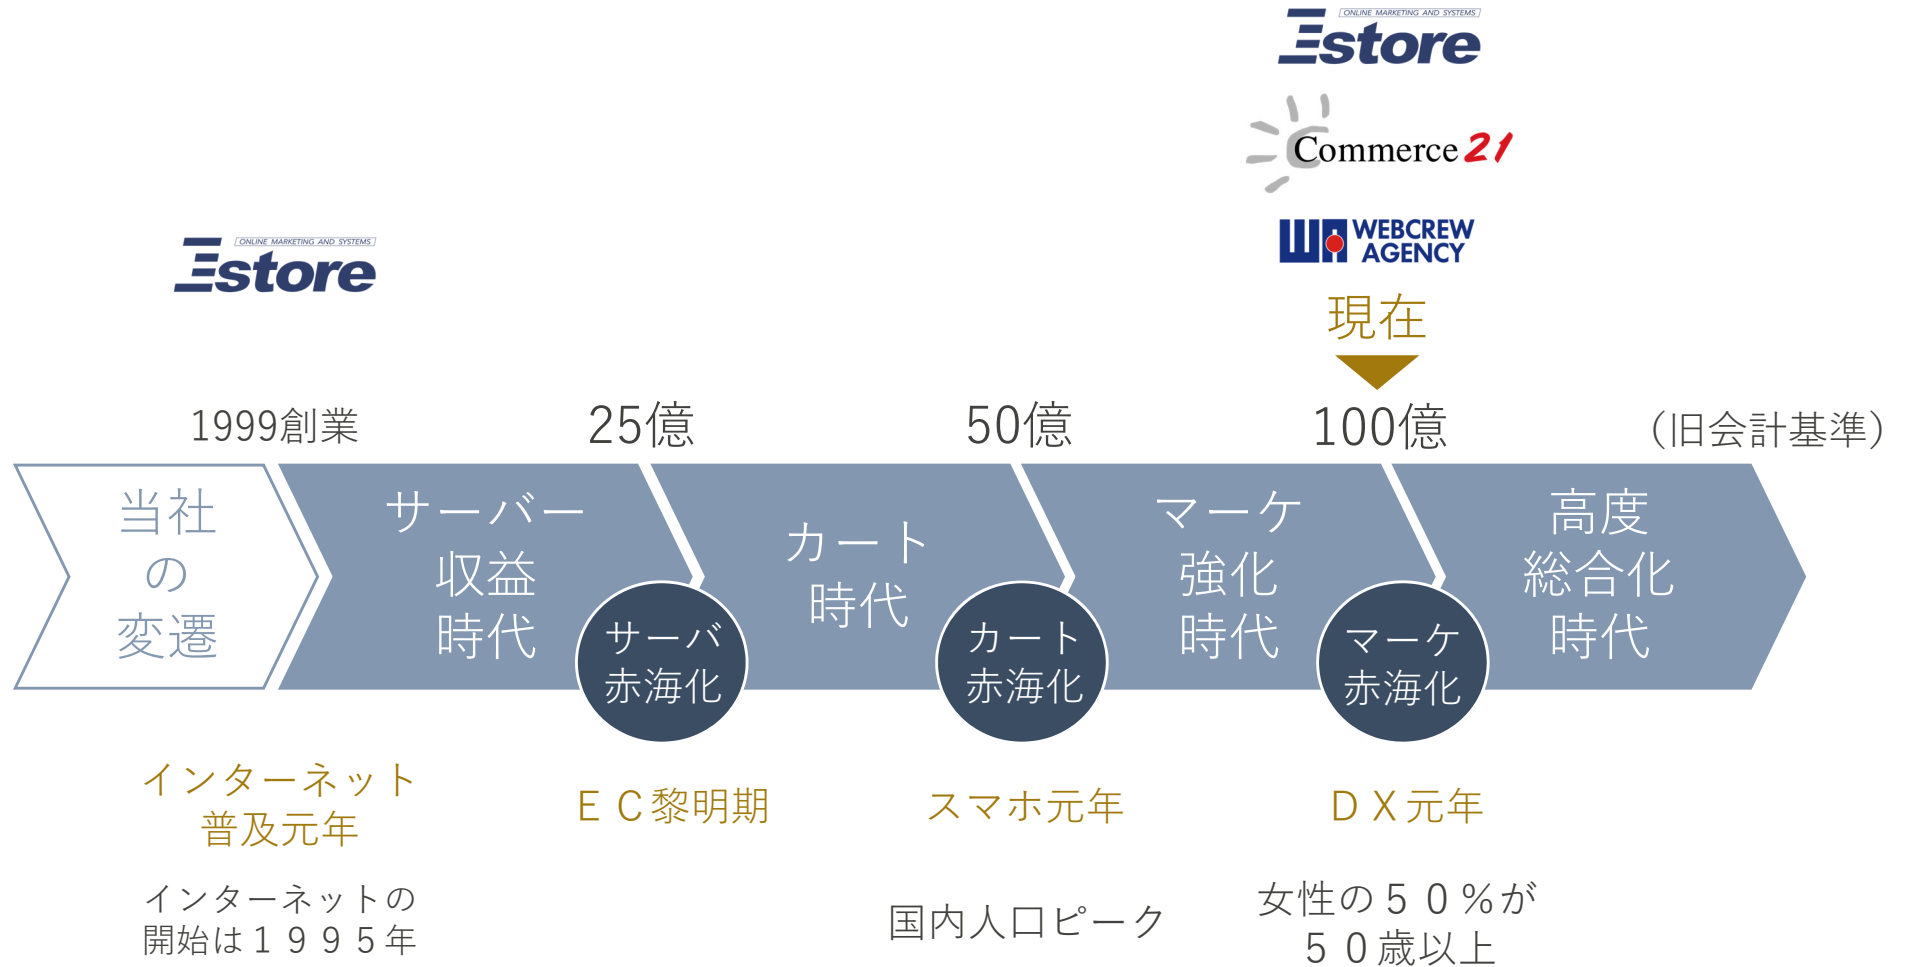 ONLINE MARKETING AND SYSTEMS
Estore
Commerce 21
WEBCREW
AGENCY
現在
ONLINE MARKETING AND SYSTEMS
Estore
1999創業
25億
50億
100億
（旧会計基準）
当社
の
変遷
サーバー
収益
時代
カート
時代
マーケ
強化
時代
高度
総合化
時代
サーバ
赤海化
カート
赤海化
マーケ
赤海化
インターネット
普及元年
ＥＣ黎明期
スマホ元年
ＤＸ元年
インターネットの
開始は１９９５年
国内人口ピーク
女性の５０％が
５０歳以上